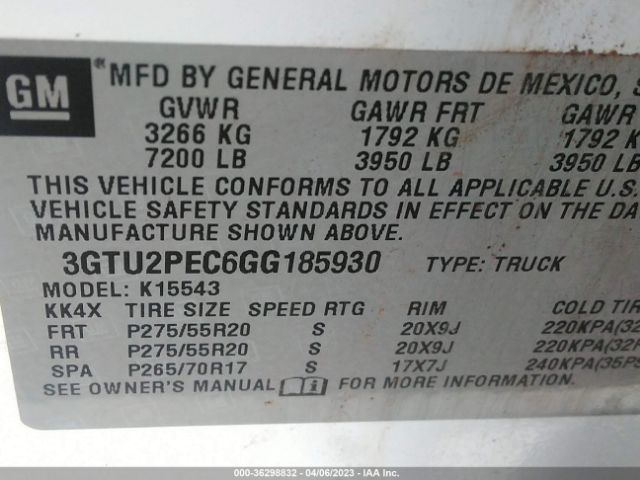 GM ® MFD BY GENERAL MOTORS DE MEXICO, S
GVWR GAWR FRT GAWR
3266 KG 1792 KG 1792 K
7200 LB 3950 LB 3950 LB
THIS VEHICLE CONFORMS TO ALL APPLICABLE U.S.
VEHICLE SAFETY STANDARDS IN EFFECT ON THE DA
MANUFACTURE SHOWN ABOVE.
3GTU2PEC6GG185930 TYPE: TRUCK
MODEL: K15543
KK4X TIRE SIZE SPEED RTG RIM COLD TIR
FRT P275/55R20 S 20X9J 220KPA(32
RR P275/55R20 S 20X9J 220KPA(32P
SPA P265/70R17 S 17X7J 240KPA(35PS
SEE OWNER'S MANUAL FOR MORE INFORMATION.
000-36298832 - 04/06/2023 - IAA Inc.